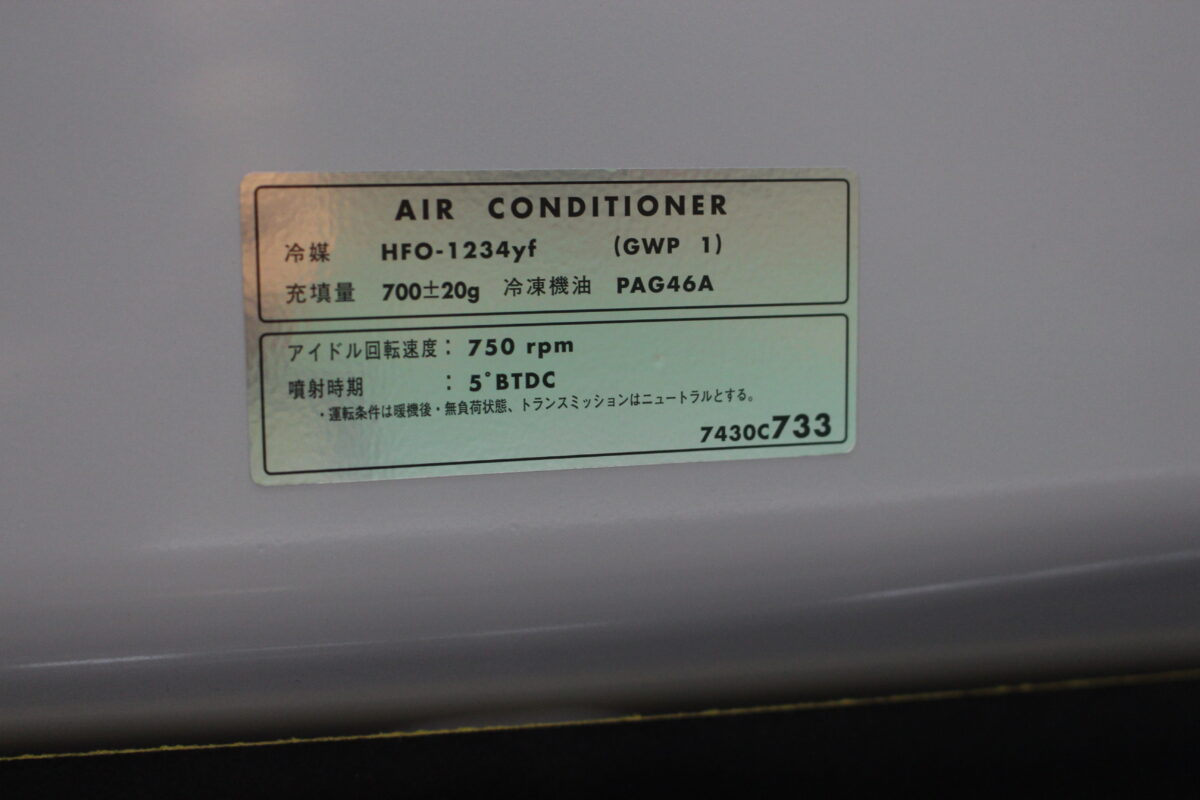 AIR CONDITIONER
冷媒 HFO-1234yf (GWP 1)
充填量 700±20g 冷凍機油 PAG46A
アイドル回転速度: 750 rpm
噴射時期 : 5°BTDC
・運転条件は暖機後・無負荷状態、トランスミッションはニュートラルとする。
7430C733